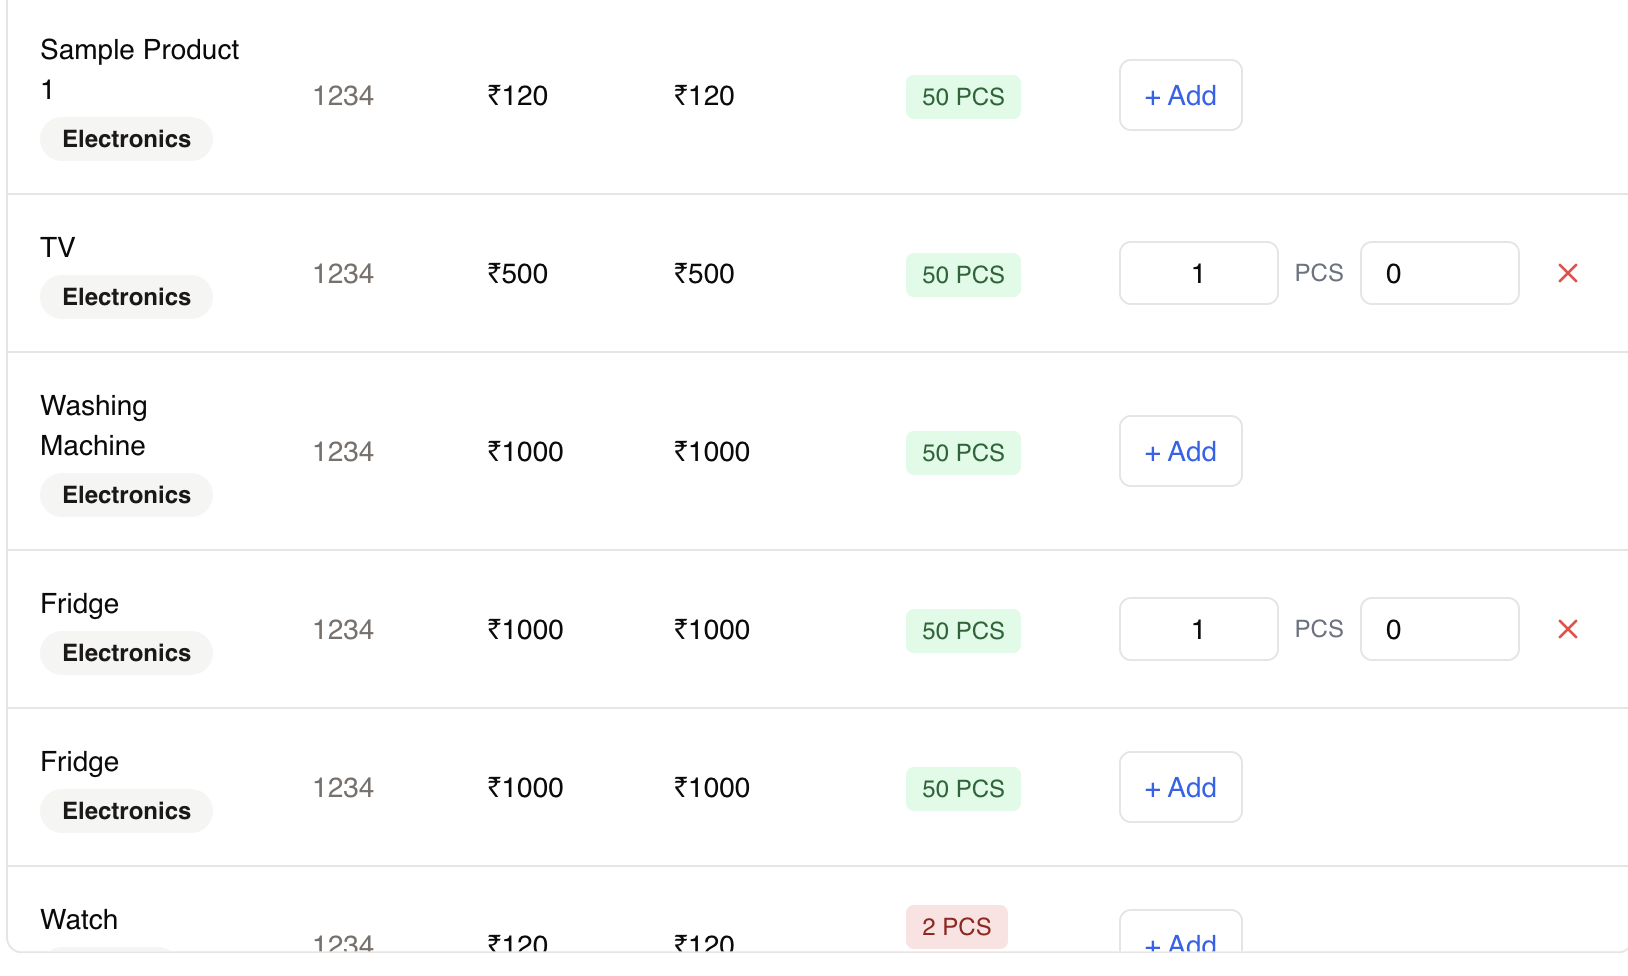 Sample Product
1
Electronics
1234
₹120
₹120
50 PCS
+ Add
TV
Electronics
1234
₹500
₹500
50 PCS
1
PCS
0
Washing
Machine
Electronics
1234
₹1000
₹1000
50 PCS
+ Add
Fridge
Electronics
1234
₹1000
₹1000
50 PCS
1
PCS
0
Fridge
Electronics
1234
₹1000
₹1000
50 PCS
+ Add
Watch
1234
₹120
₹120
2 PCS
+ Add